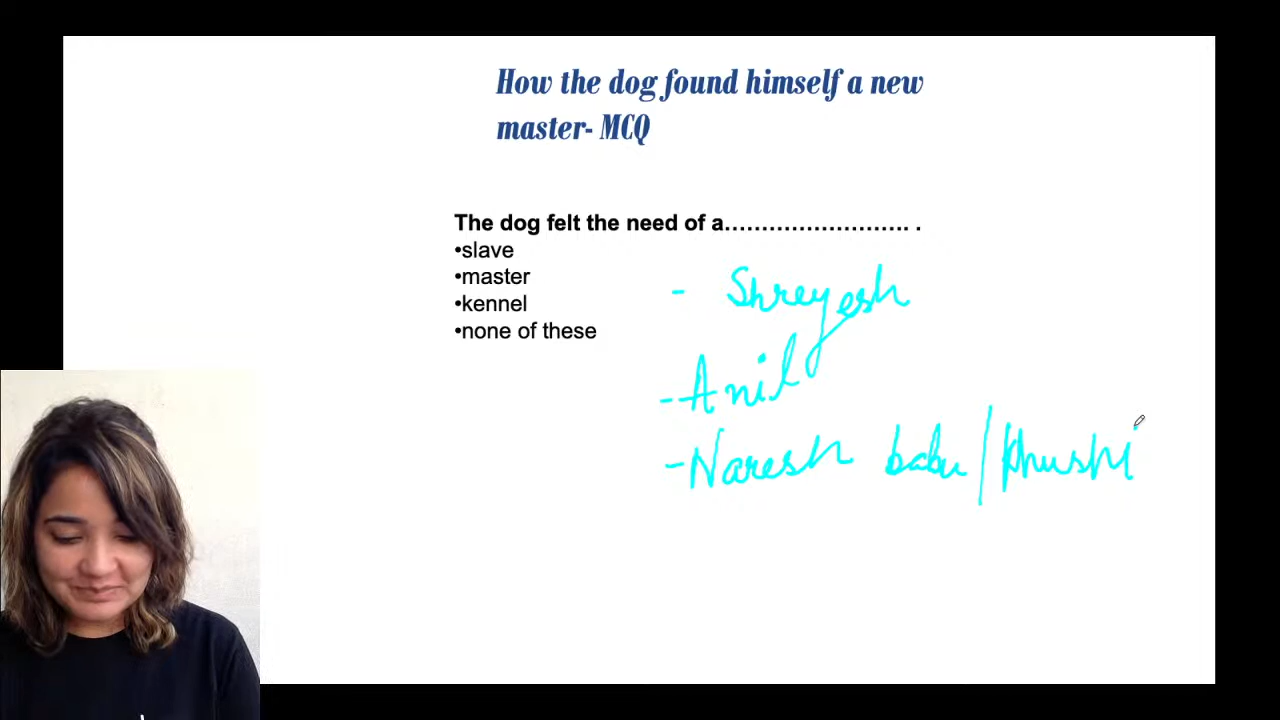 How the dog found himself a new
master- MCQ
The dog felt the need of a………………………. .
•slave
•master
•kennel
•none of these
- Shreyesh
- Anil
- Naresh babu / Khushi